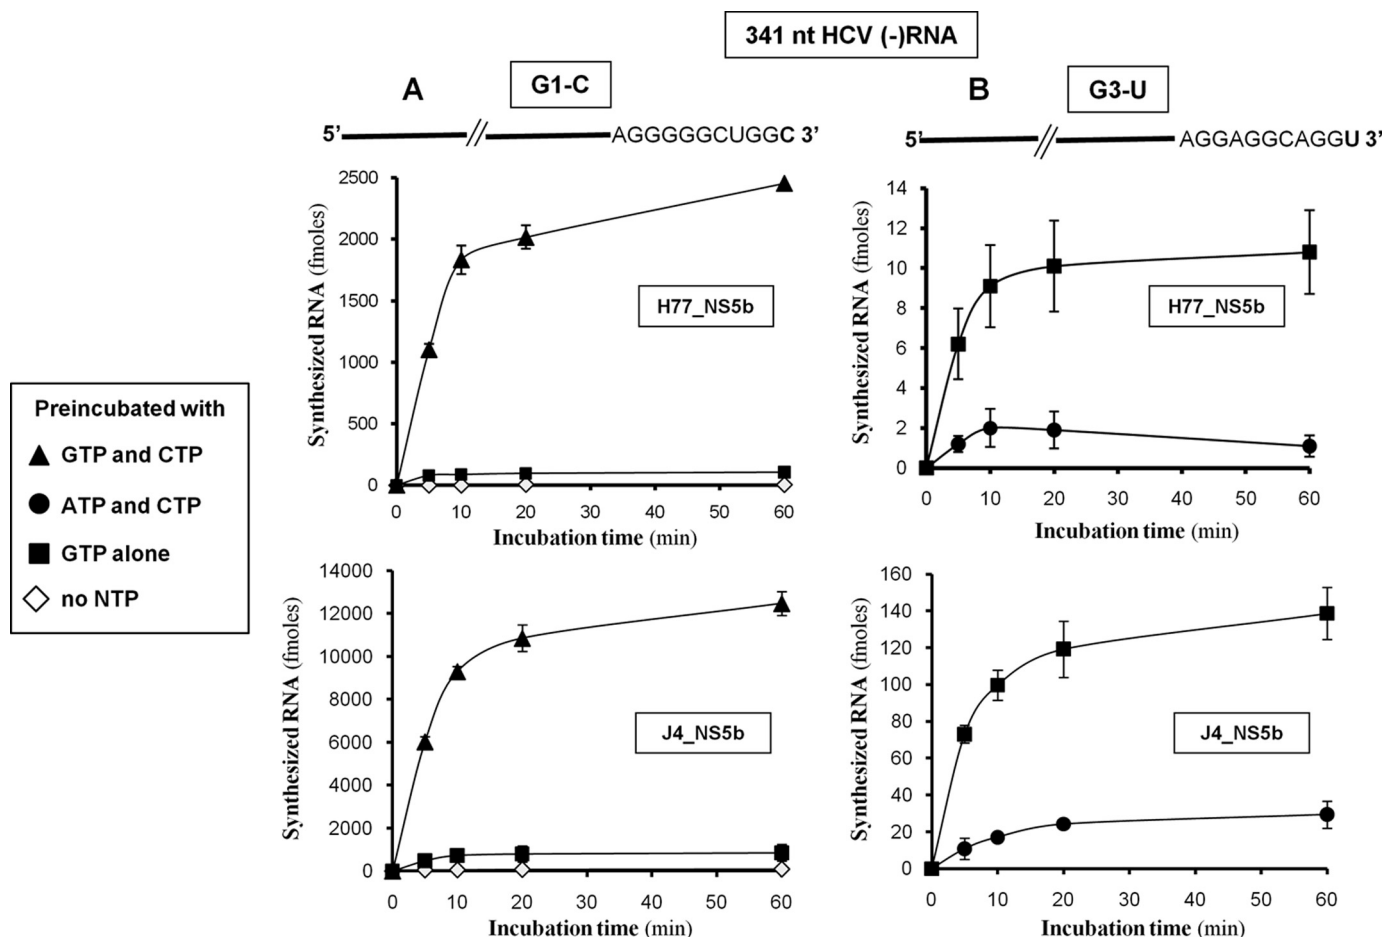 341 nt HCV (-)RNA
A
G1-C
5’
AGGGGGCUGGC 3’
B
G3-U
5’
AGGAGGCAGGU 3’
Synthesized RNA (fmoles)
2500
2000
1500
1000
500
0
H77_NS5b
0 10 20 30 40 50 60
Incubation time (min)
Synthesized RNA (fmoles)
14
12
10
8
6
4
2
0
H77_NS5b
0 10 20 30 40 50 60
Incubation time (min)
Preincubated with
GTP and CTP
ATP and CTP
GTP alone
no NTP
Synthesized RNA (fmoles)
14000
12000
10000
8000
6000
4000
2000
0
J4_NS5b
0 10 20 30 40 50 60
Incubation time (min)
Synthesized RNA (fmoles)
160
140
120
100
80
60
40
20
0
J4_NS5b
0 10 20 30 40 50 60
Incubation time (min)